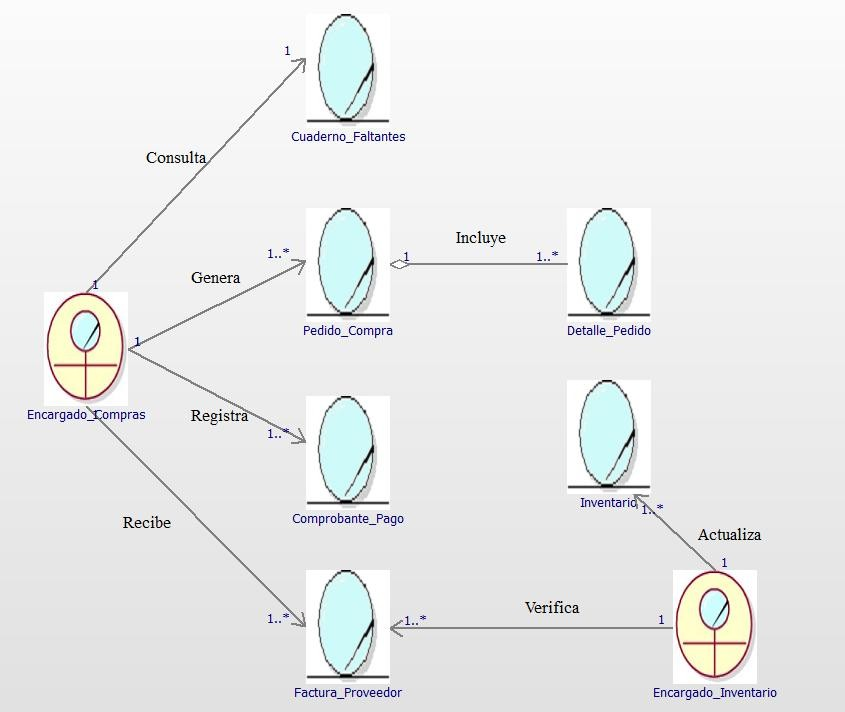 1
Cuaderno_Faltantes
Consulta
1..*
1
Incluye
1..*
Genera
1
1
Pedido_Compra
Detalle_Pedido
Encargado_Compras
1
Registra
1..*
Comprobante_Pago
Inventario
1..*
Recibe
Actualiza
1
1..*
1..*
Verifica
1
Factura_Proveedor
Encargado_Inventario